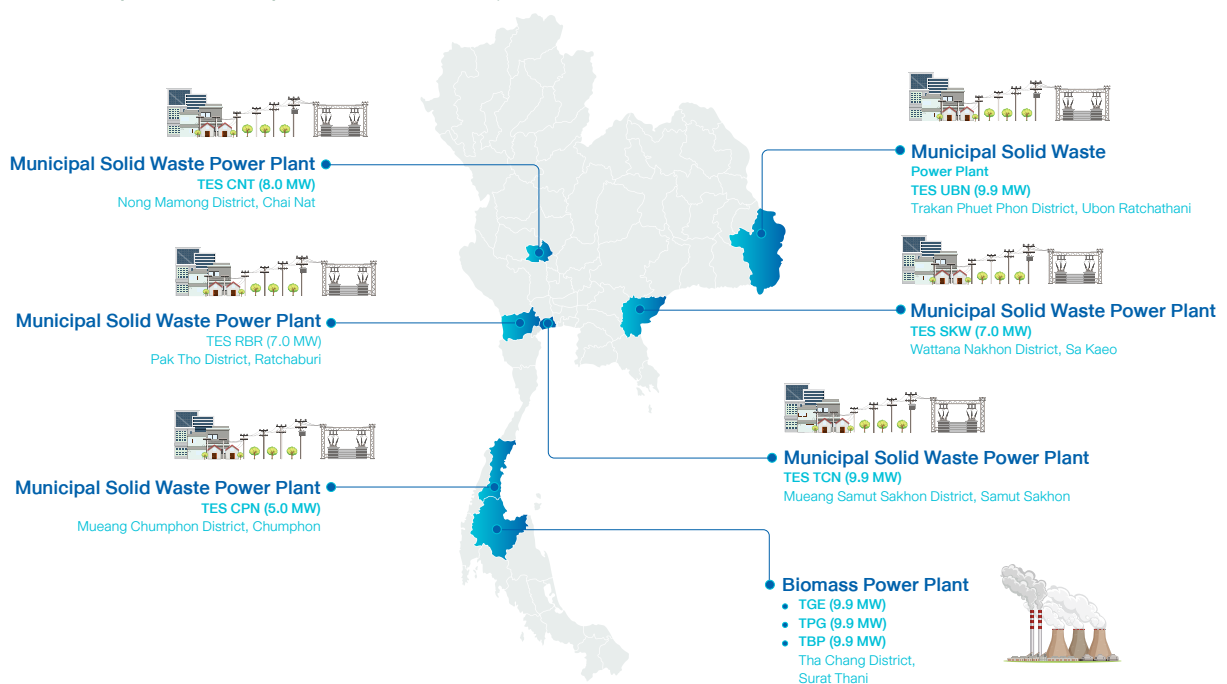 Municipal Solid Waste Power Plant
TES CNT (8.0 MW)
Nong Mamong District, Chai Nat
Municipal Solid Waste Power Plant
TES RBR (7.0 MW)
Pak Tho District, Ratchaburi
Municipal Solid Waste Power Plant
TES CPN (5.0 MW)
Mueang Chumphon District, Chumphon
Municipal Solid Waste
Power Plant
TES UBN (9.9 MW)
Trakan Phuet Phon District, Ubon Ratchathani
Municipal Solid Waste Power Plant
TES SKW (7.0 MW)
Wattana Nakhon District, Sa Kaeo
Municipal Solid Waste Power Plant
TES TCN (9.9 MW)
Mueang Samut Sakhon District, Samut Sakhon
Biomass Power Plant
• TGE (9.9 MW)
• TPG (9.9 MW)
• TBP (9.9 MW)
Tha Chang District,
Surat Thani